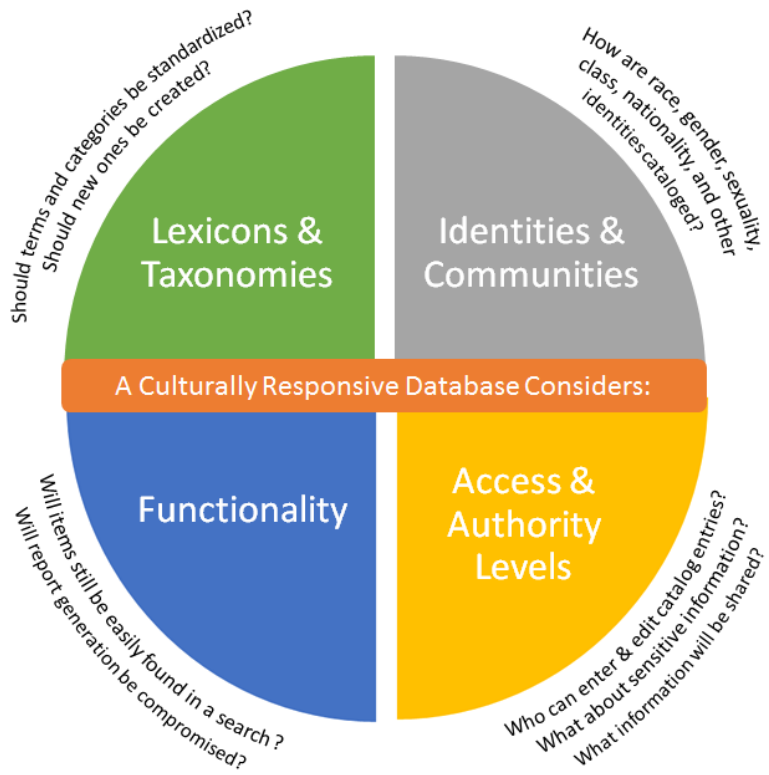 Should terms and categories be standardized?
Should new ones be created?
How are race, gender, sexuality,
class, nationality, and other
identities cataloged?
Lexicons &
Taxonomies
Identities &
Communities
A Culturally Responsive Database Considers:
Functionality
Access &
Authority
Levels
Will items still be easily found in a search ?
Will report generation be compromised?
Who can enter & edit catalog entries?
What about sensitive information?
What information will be shared?